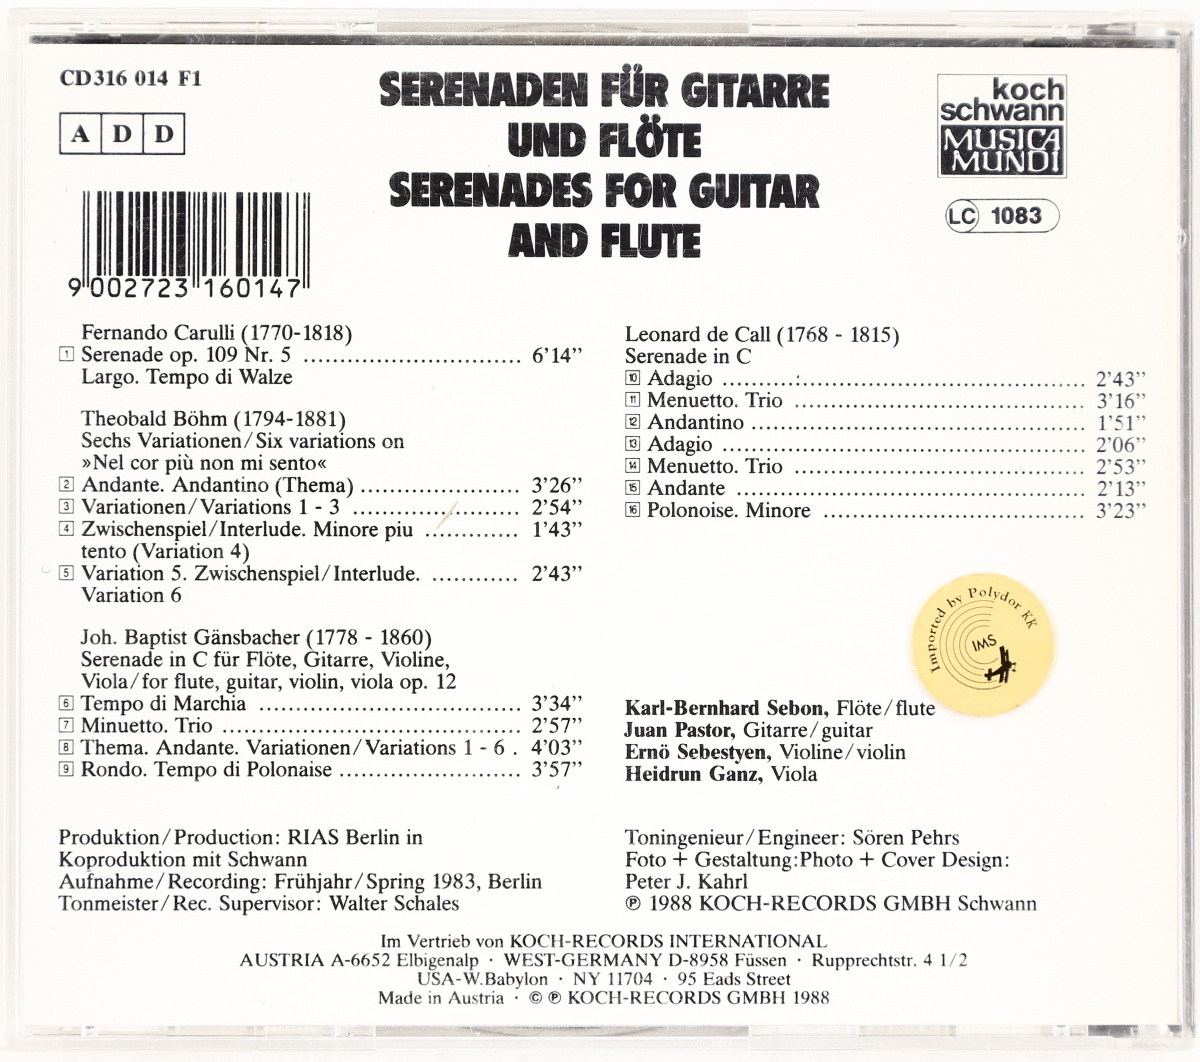 CD316 014 F1
A D D
SERENADEN FÜR GITARRE
UND FLÖTE
SERENADES FOR GUITAR
AND FLUTE
koch
schwann
MUSICA
MUNDI
LC 1083
9 002723 160147
Fernando Carulli (1770-1818)
1 Serenade op. 109 Nr. 5 .......................... 6'14”
Largo. Tempo di Walze
Theobald Böhm (1794-1881)
Sechs Variationen/Six variations on
»Nel cor più non mi sento«
2 Andante. Andantino (Thema) ................... 3'26”
3 Variationen/Variations 1 - 3 .................... 2'54”
4 Zwischenspiel/Interlude. Minore piu ............ 1'43”
tento (Variation 4)
5 Variation 5. Zwischenspiel/Interlude. ........... 2'43”
Variation 6
Joh. Baptist Gänsbacher (1778 - 1860)
Serenade in C für Flöte, Gitarre, Violine,
Viola/for flute, guitar, violin, viola op. 12
6 Tempo di Marchia ............................... 3'34”
7 Minuetto. Trio ................................... 2'57”
8 Thema. Andante. Variationen/Variations 1 - 6 . 4'03”
9 Rondo. Tempo di Polonaise ...................... 3'57”
Leonard de Call (1768 - 1815)
Serenade in C
10 Adagio ........................................... 2'43”
11 Menuetto. Trio .................................. 3'16”
12 Andantino ....................................... 1'51”
13 Adagio ........................................... 2'06”
14 Menuetto. Trio .................................. 2'53”
15 Andante ......................................... 2'13”
16 Polonoise. Minore ............................... 3'23”
Imported by Polydor KK
IMS
Karl-Bernhard Sebon, Flöte/flute
Juan Pastor, Gitarre/guitar
Ernö Sebestyen, Violine/violin
Heidrun Ganz, Viola
Produktion/Production: RIAS Berlin in
Koproduktion mit Schwann
Aufnahme/Recording: Frühjahr/Spring 1983, Berlin
Tonmeister/Rec. Supervisor: Walter Schales
Toningenieur/Engineer: Sören Pehrs
Foto + Gestaltung:Photo + Cover Design:
Peter J. Kahrl
℗ 1988 KOCH-RECORDS GMBH Schwann
Im Vertrieb von KOCH-RECORDS INTERNATIONAL
AUSTRIA A-6652 Elbigenalp · WEST-GERMANY D-8958 Füssen · Rupprechtstr. 4 1/2
USA-W.Babylon · NY 11704 · 95 Eads Street
Made in Austria · © ℗ KOCH-RECORDS GMBH 1988